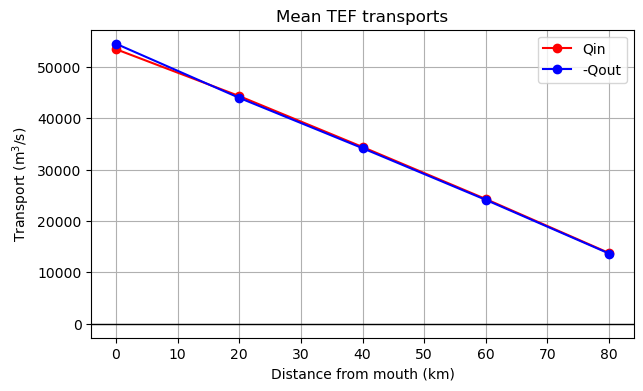 Mean TEF transports
Qin
-Qout
50000
40000
30000
20000
10000
0
Transport (m³/s)
0 10 20 30 40 50 60 70 80
Distance from mouth (km)